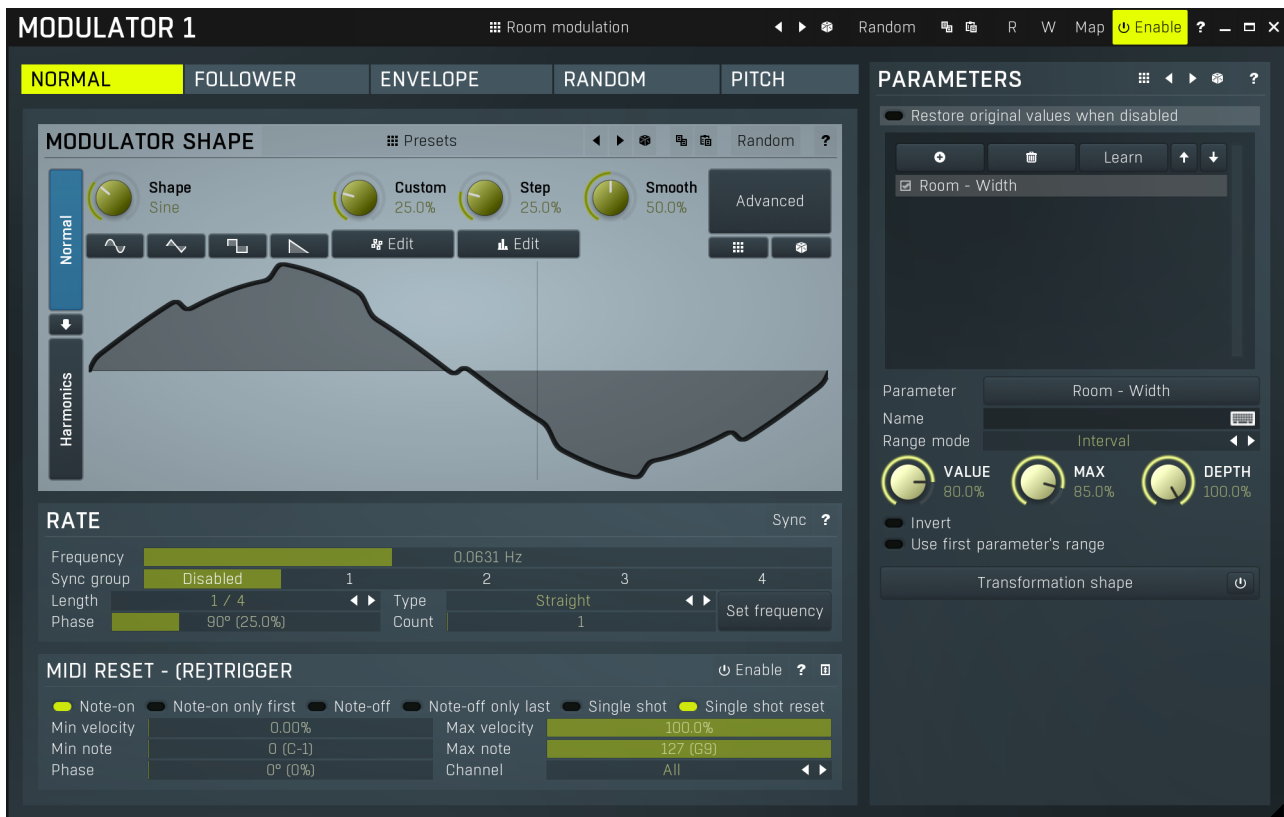 MODULATOR 1 Room modulation Random R W Map Enable ? 
NORMAL FOLLOWER ENVELOPE RANDOM PITCH
MODULATOR SHAPE Presets Random ?
Normal
Harmonics
Shape
Sine
Custom
25.0%
Step
25.0%
Smooth
50.0%
Advanced
Edit Edit
RATE Sync ?
Frequency 0.0631 Hz
Sync group Disabled 1 2 3 4
Length 1 / 4 Type Straight Set frequency
Phase 90° (25.0%) Count 1
MIDI RESET - (RE)TRIGGER Enable ?
Note-on Note-on only first Note-off Note-off only last Single shot Single shot reset
Min velocity 0.00% Max velocity 100.0%
Min note 0 (C-1) Max note 127 (G9)
Phase 0° (0%) Channel All
PARAMETERS ?
Restore original values when disabled
Learn
Room - Width
Parameter Room - Width
Name
Range mode Interval
VALUE
80.0%
MAX
85.0%
DEPTH
100.0%
Invert
Use first parameter's range
Transformation shape